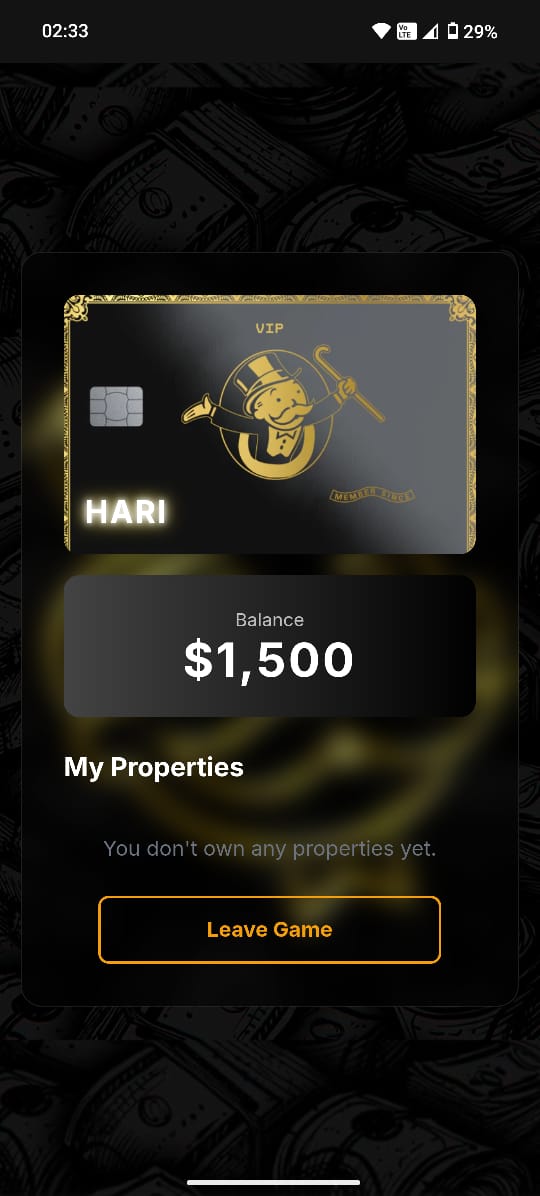 02:33
Vo
LTE
29%
VIP
MEMBER SINCE
HARI
Balance
$1,500
My Properties
You don't own any properties yet.
Leave Game